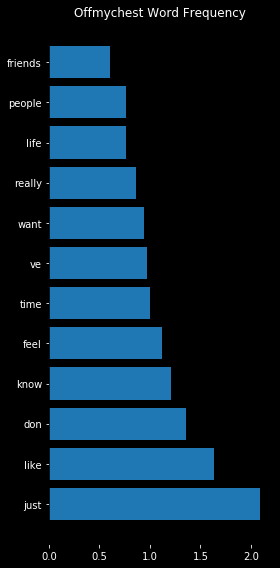 Offmychest Word Frequency
friends
people
life
really
want
ve
time
feel
know
don
like
just
0.0 0.5 1.0 1.5 2.0